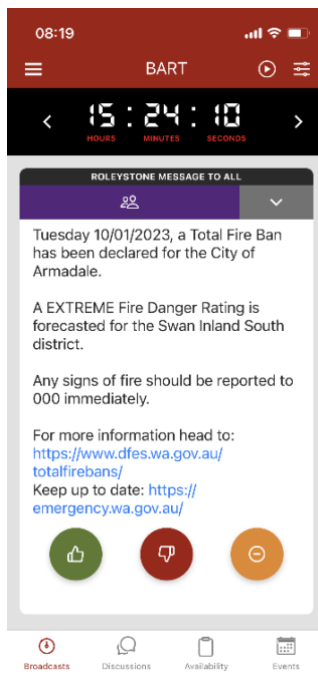 08:19
BART
15 : 24 : 10
HOURS MINUTES SECONDS
ROLEYSTONE MESSAGE TO ALL
Tuesday 10/01/2023, a Total Fire Ban
has been declared for the City of
Armadale.
A EXTREME Fire Danger Rating is
forecasted for the Swan Inland South
district.
Any signs of fire should be reported to
000 immediately.
For more information head to:
https://www.dfes.wa.gov.au/
totalfirebans/
Keep up to date: https://
emergency.wa.gov.au/
Broadcasts Discussions Availability Events